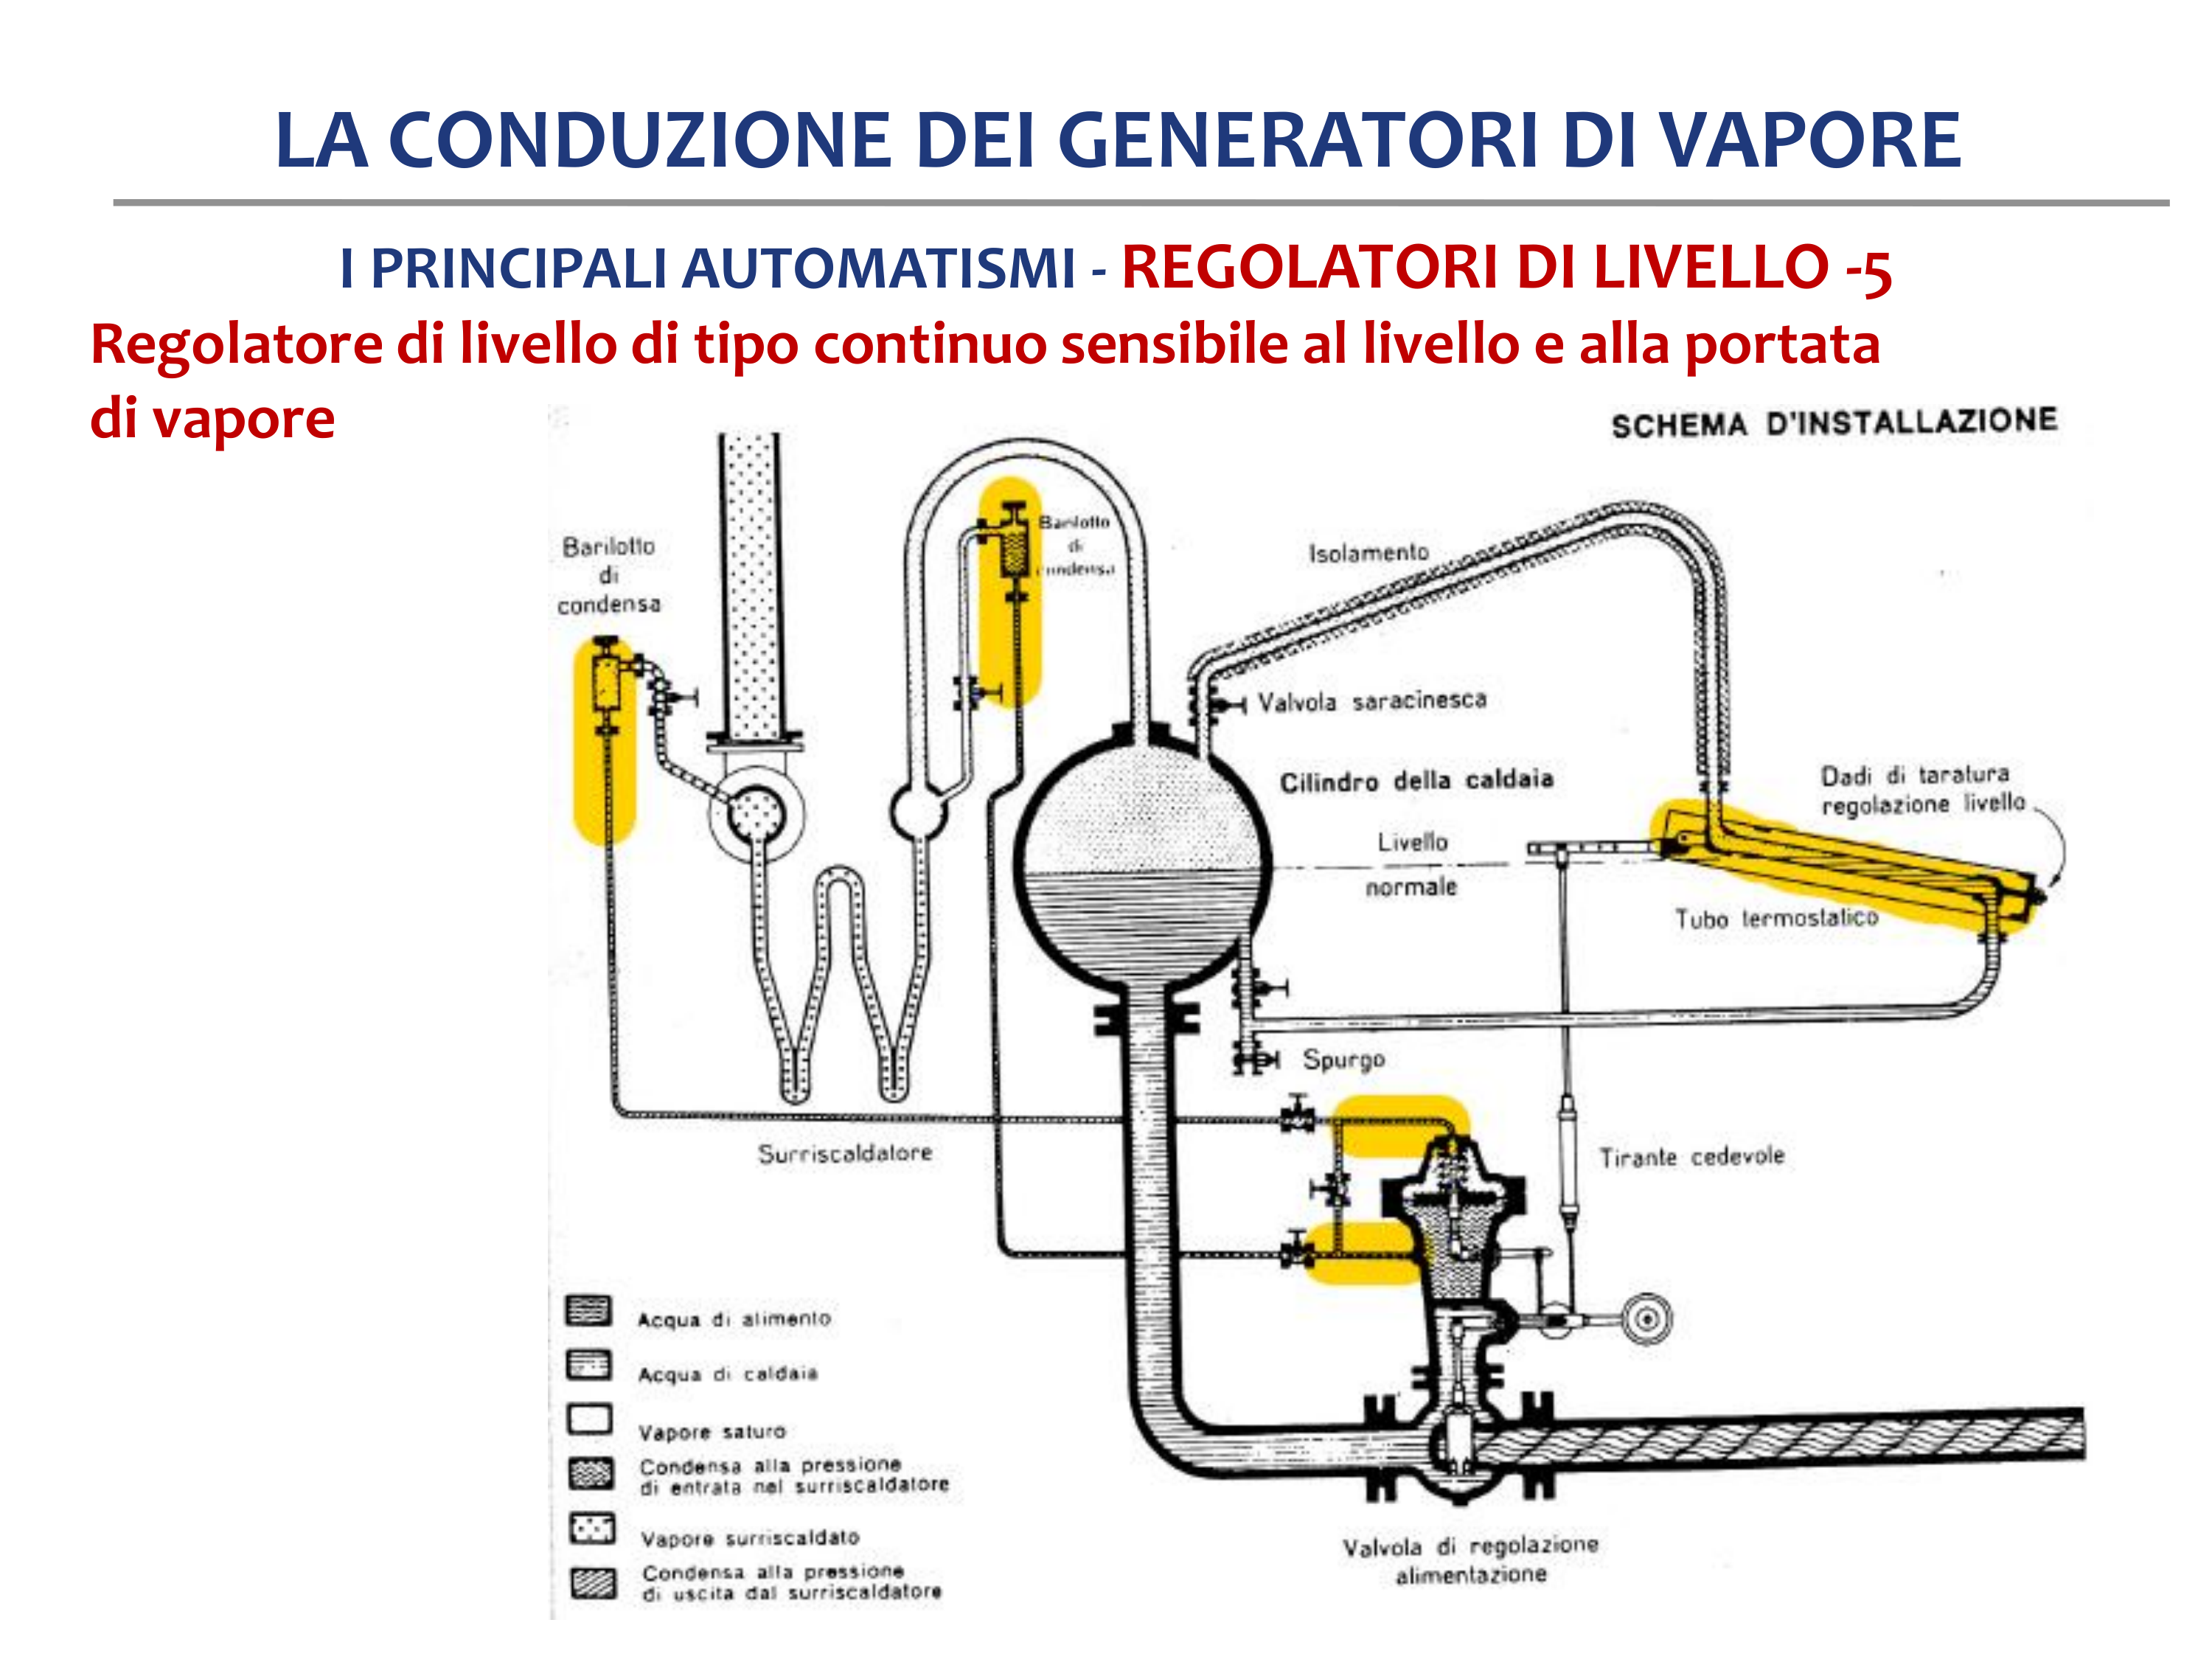 LA CONDUZIONE DEI GENERATORI DI VAPORE
I PRINCIPALI AUTOMATISMI - REGOLATORI DI LIVELLO -5
Regolatore di livello di tipo continuo sensibile al livello e alla portata
di vapore
SCHEMA D'INSTALLAZIONE
Barilotto
di
condensa
Barilotto
di
condensa
Isolamento
Valvola saracinesca
Cilindro della caldaia
Dadi di taratura
regolazione livello
Livello
normale
Tubo termostatico
Spurgo
Surriscaldatore
Tirante cedevole
Acqua di alimento
Acqua di caldaia
Vapore saturo
Condensa alla pressione
di entrata nel surriscaldatore
Vapore surriscaldato
Condensa alla pressione
di uscita dal surriscaldatore
Valvola di regolazione
alimentazione